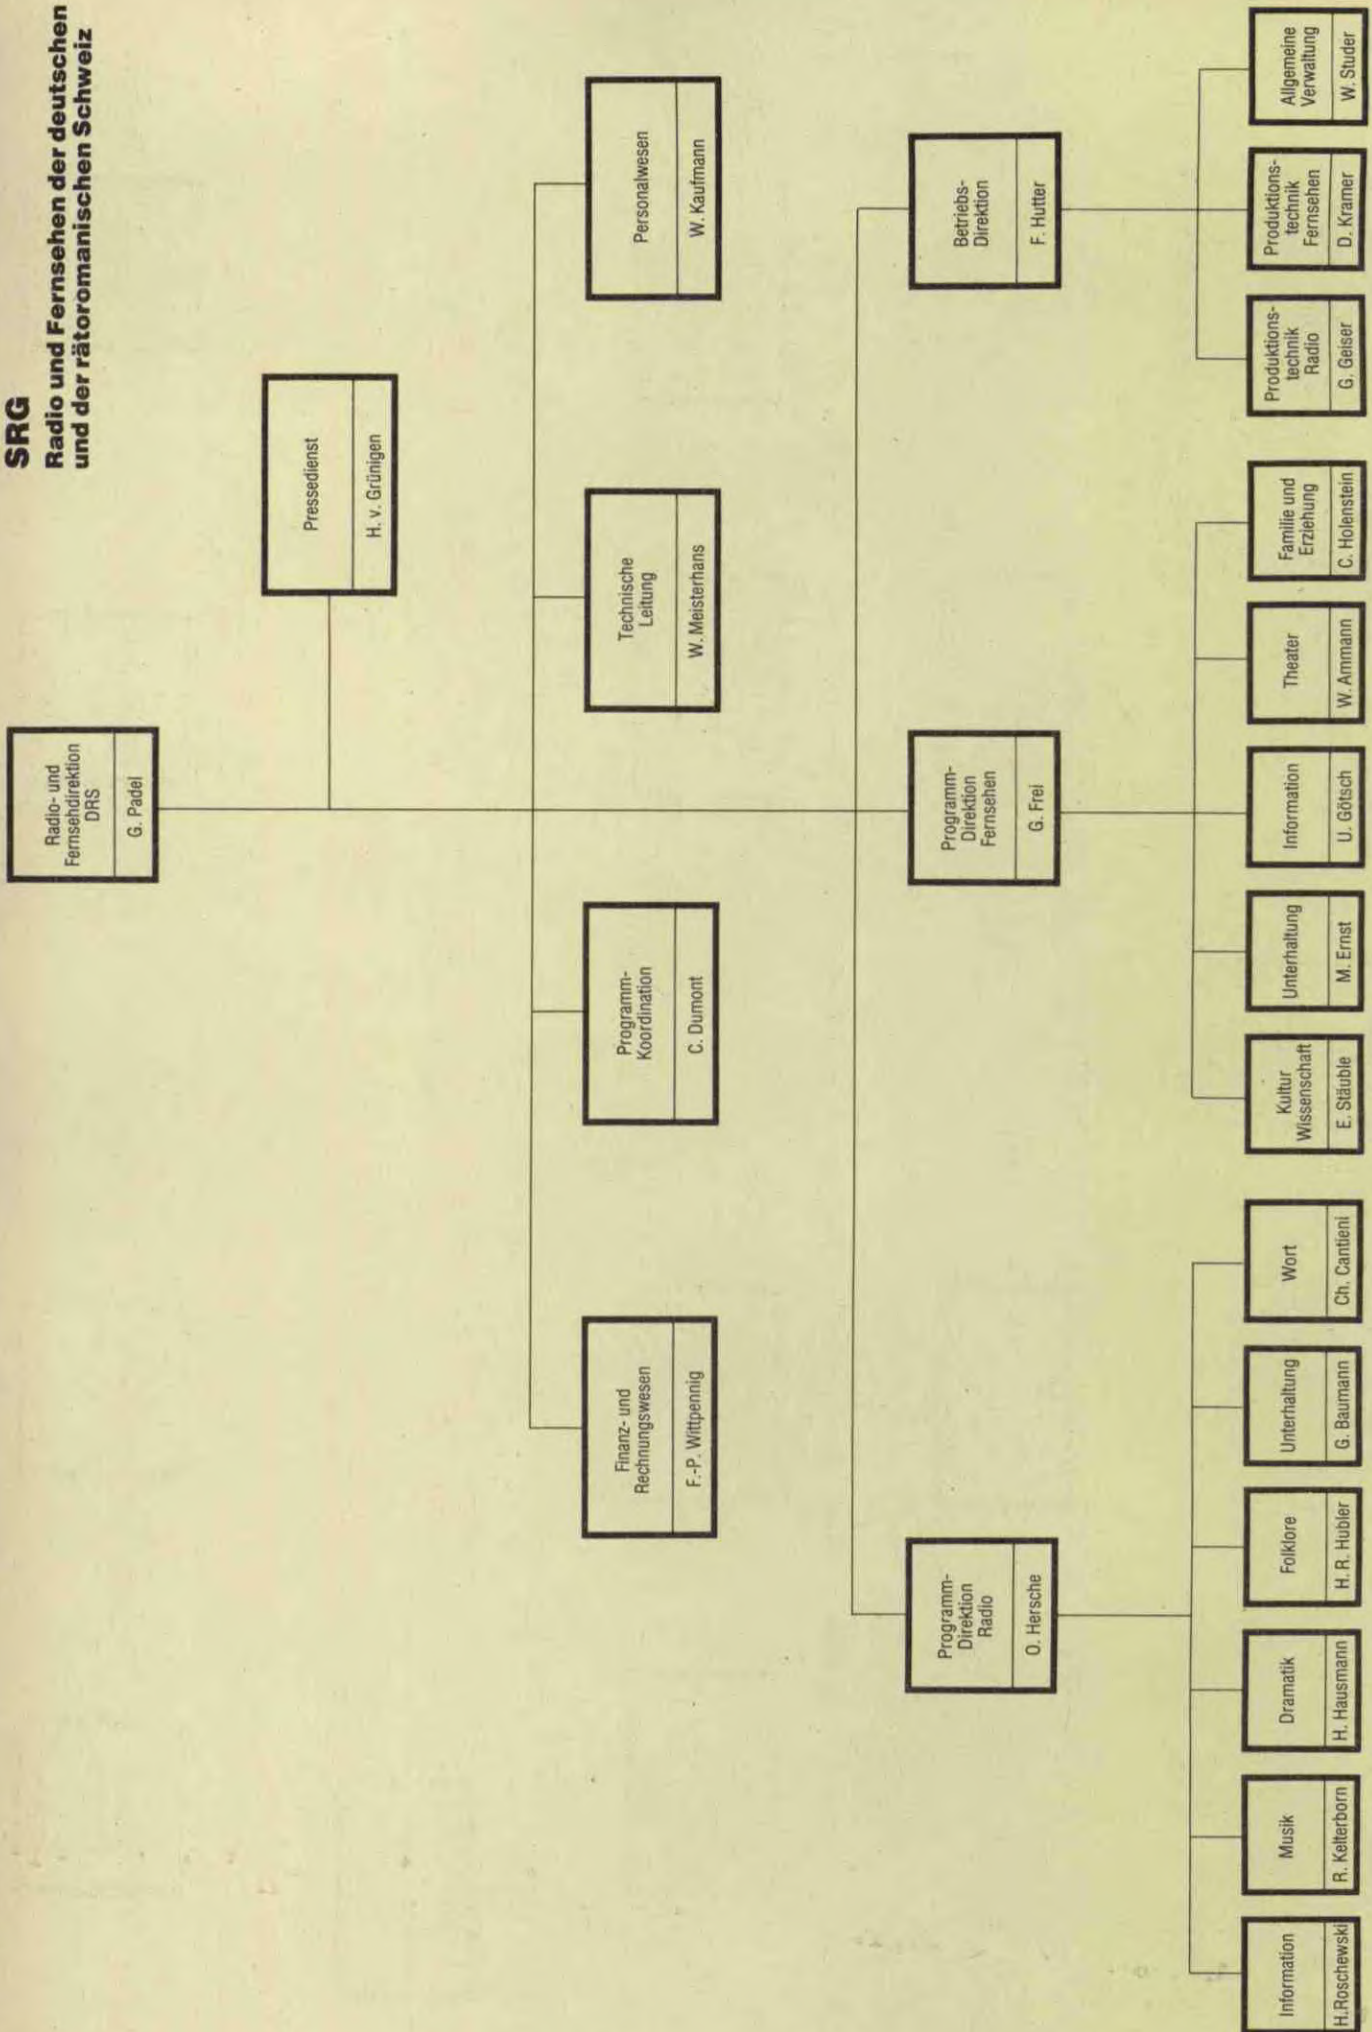 SRG
Radio und Fernsehen der deutschen
und der rätoromanischen Schweiz
Radio- und
Fernsehdirektion
DRS
G. Padel
Pressedienst
H. v. Grünigen
Finanz- und
Rechnungswesen
F.-P. Wittpennig
Programm-
Koordination
C. Dumont
Technische
Leitung
W. Meisterhans
Personalwesen
W. Kaufmann
Programm-
Direktion
Radio
O. Hersche
Programm-
Direktion
Fernsehen
G. Frei
Betriebs-
Direktion
F. Hutter
Information
H. Roschewski
Musik
R. Kelterborn
Dramatik
H. Hausmann
Folklore
H. R. Hubler
Unterhaltung
G. Baumann
Wort
Ch. Cantieni
Kultur
Wissenschaft
E. Stäuble
Unterhaltung
M. Ernst
Information
U. Götsch
Theater
W. Ammann
Familie und
Erziehung
C. Holenstein
Produktions-
technik
Radio
G. Geiser
Produktions-
technik
Fernsehen
D. Kramer
Allgemeine
Verwaltung
W. Studer